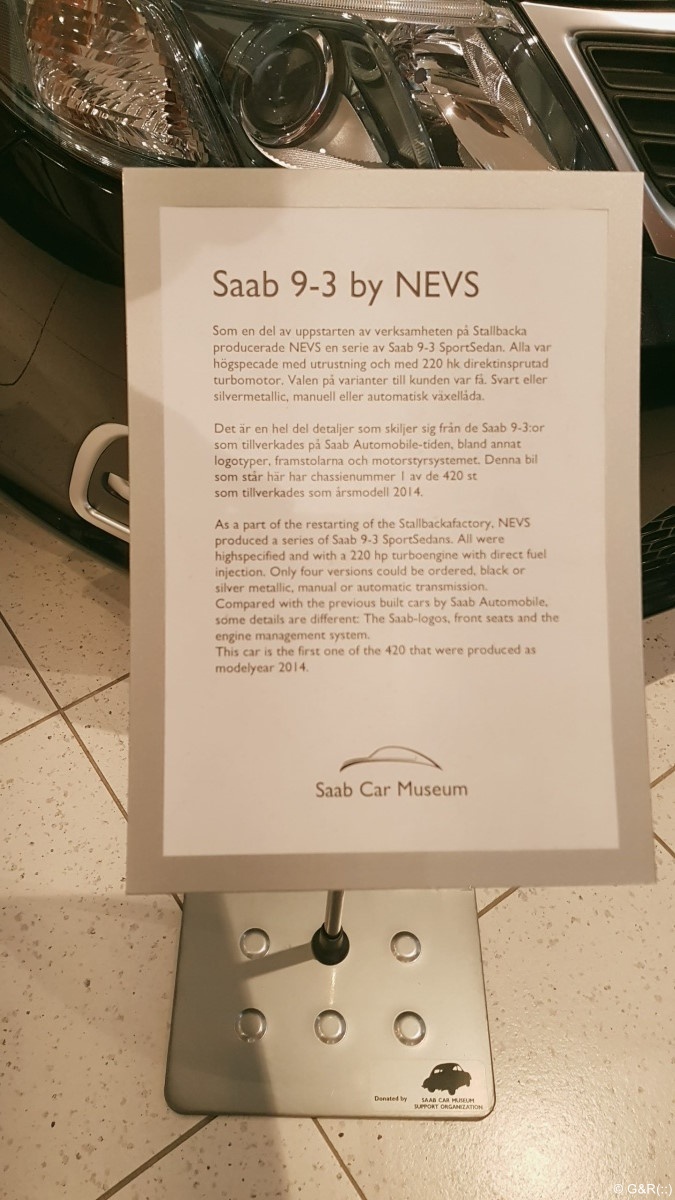 Saab 9-3 by NEVS
Som en del av uppstarten av verksamheten på Stallbacka
producerade NEVS en serie av Saab 9-3 SportSedan. Alla var
högspecade med utrustning och med 220 hk direktinsprutad
turbomotor. Valen på varianter till kunden var få. Svart eller
silvermetallic, manuell eller automatisk växellåda.
Det är en hel del detaljer som skiljer sig från de Saab 9-3:or
som tillverkades på Saab Automobile-tiden, bland annat
logotyper, framstolarna och motorstyrsystemet. Denna bil
som står här har chassienummer 1 av de 420 st
som tillverkades som årsmodell 2014.
As a part of the restarting of the Stallbackafactory, NEVS
produced a series of Saab 9-3 SportSedans. All were
highspecified and with a 220 hp turboengine with direct fuel
injection. Only four versions could be ordered, black or
silver metallic, manual or automatic transmission.
Compared with the previous built cars by Saab Automobile,
some details are different: The Saab-logos, front seats and the
engine management system.
This car is the first one of the 420 that were produced as
modelyear 2014.
Saab Car Museum
Donated by
SAAB CAR MUSEUM
SUPPORT ORGANIZATION
© G&R(::)